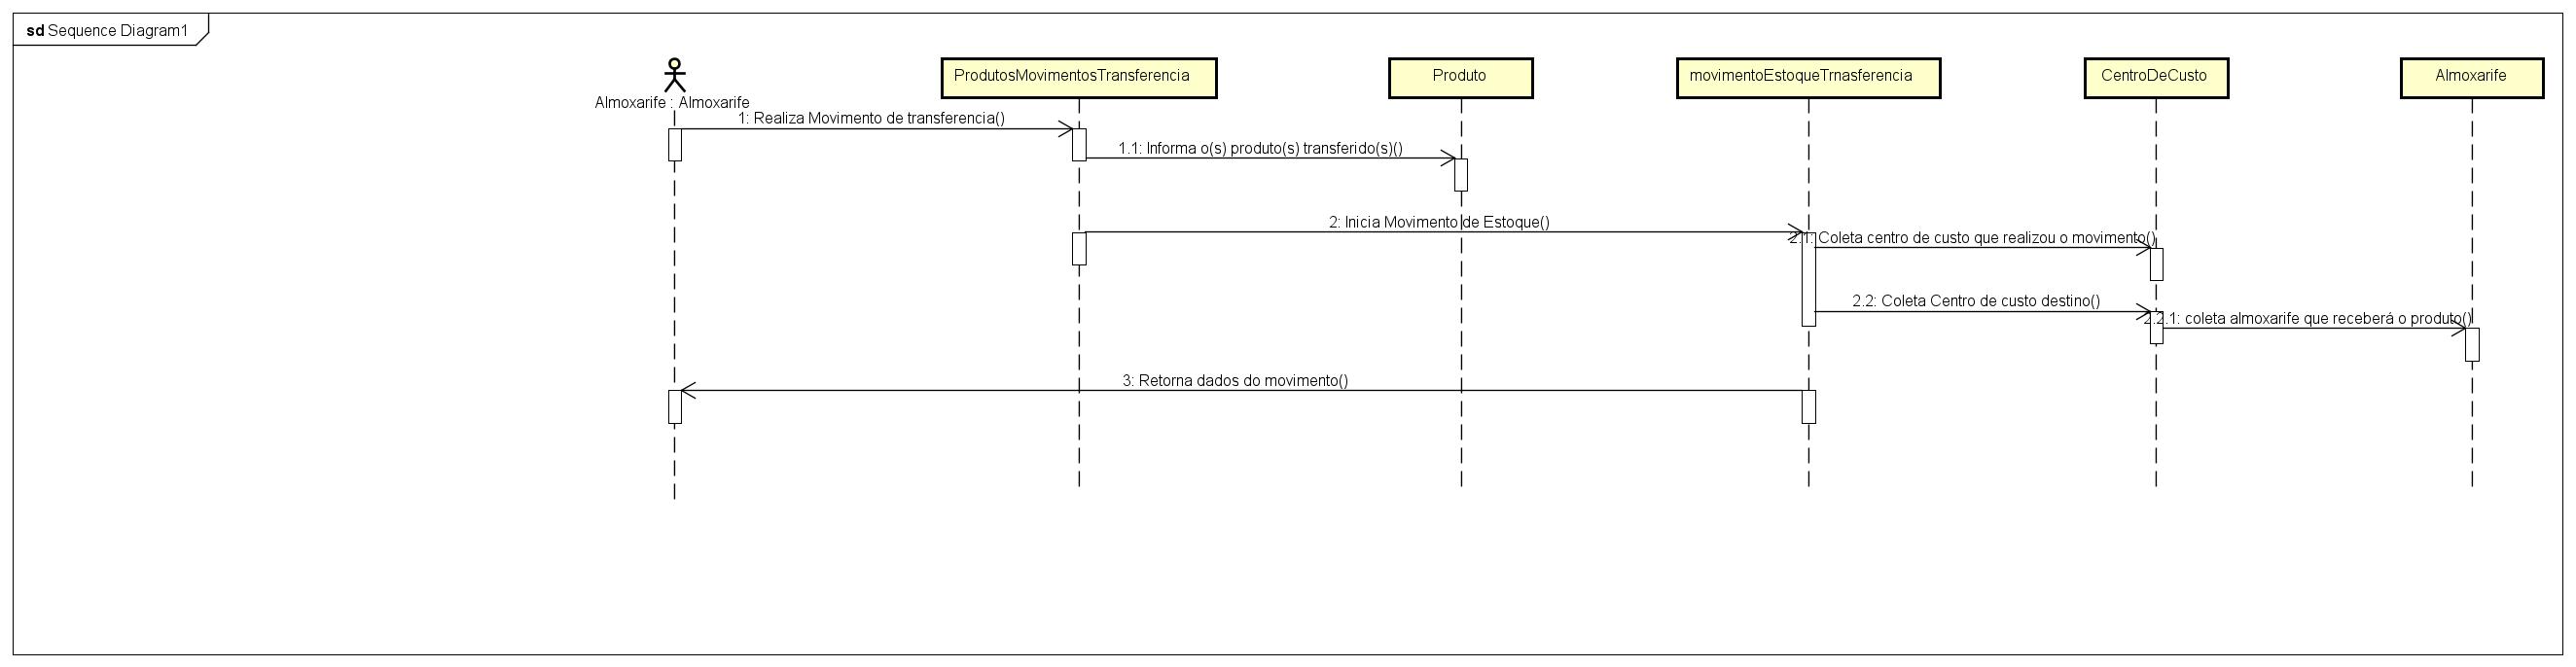 sd Sequence Diagram1
Almoxarife : Almoxarife
ProdutosMovimentosTransferencia
Produto
movimentoEstoqueTrnasferencia
CentroDeCusto
Almoxarife
1: Realiza Movimento de transferencia()
1.1: Informa o(s) produto(s) transferido(s)()
2: Inicia Movimento de Estoque()
2.1: Coleta centro de custo que realizou o movimento()
2.2: Coleta Centro de custo destino()
2.2.1: coleta almoxarife que receberá o produto()
3: Retorna dados do movimento()